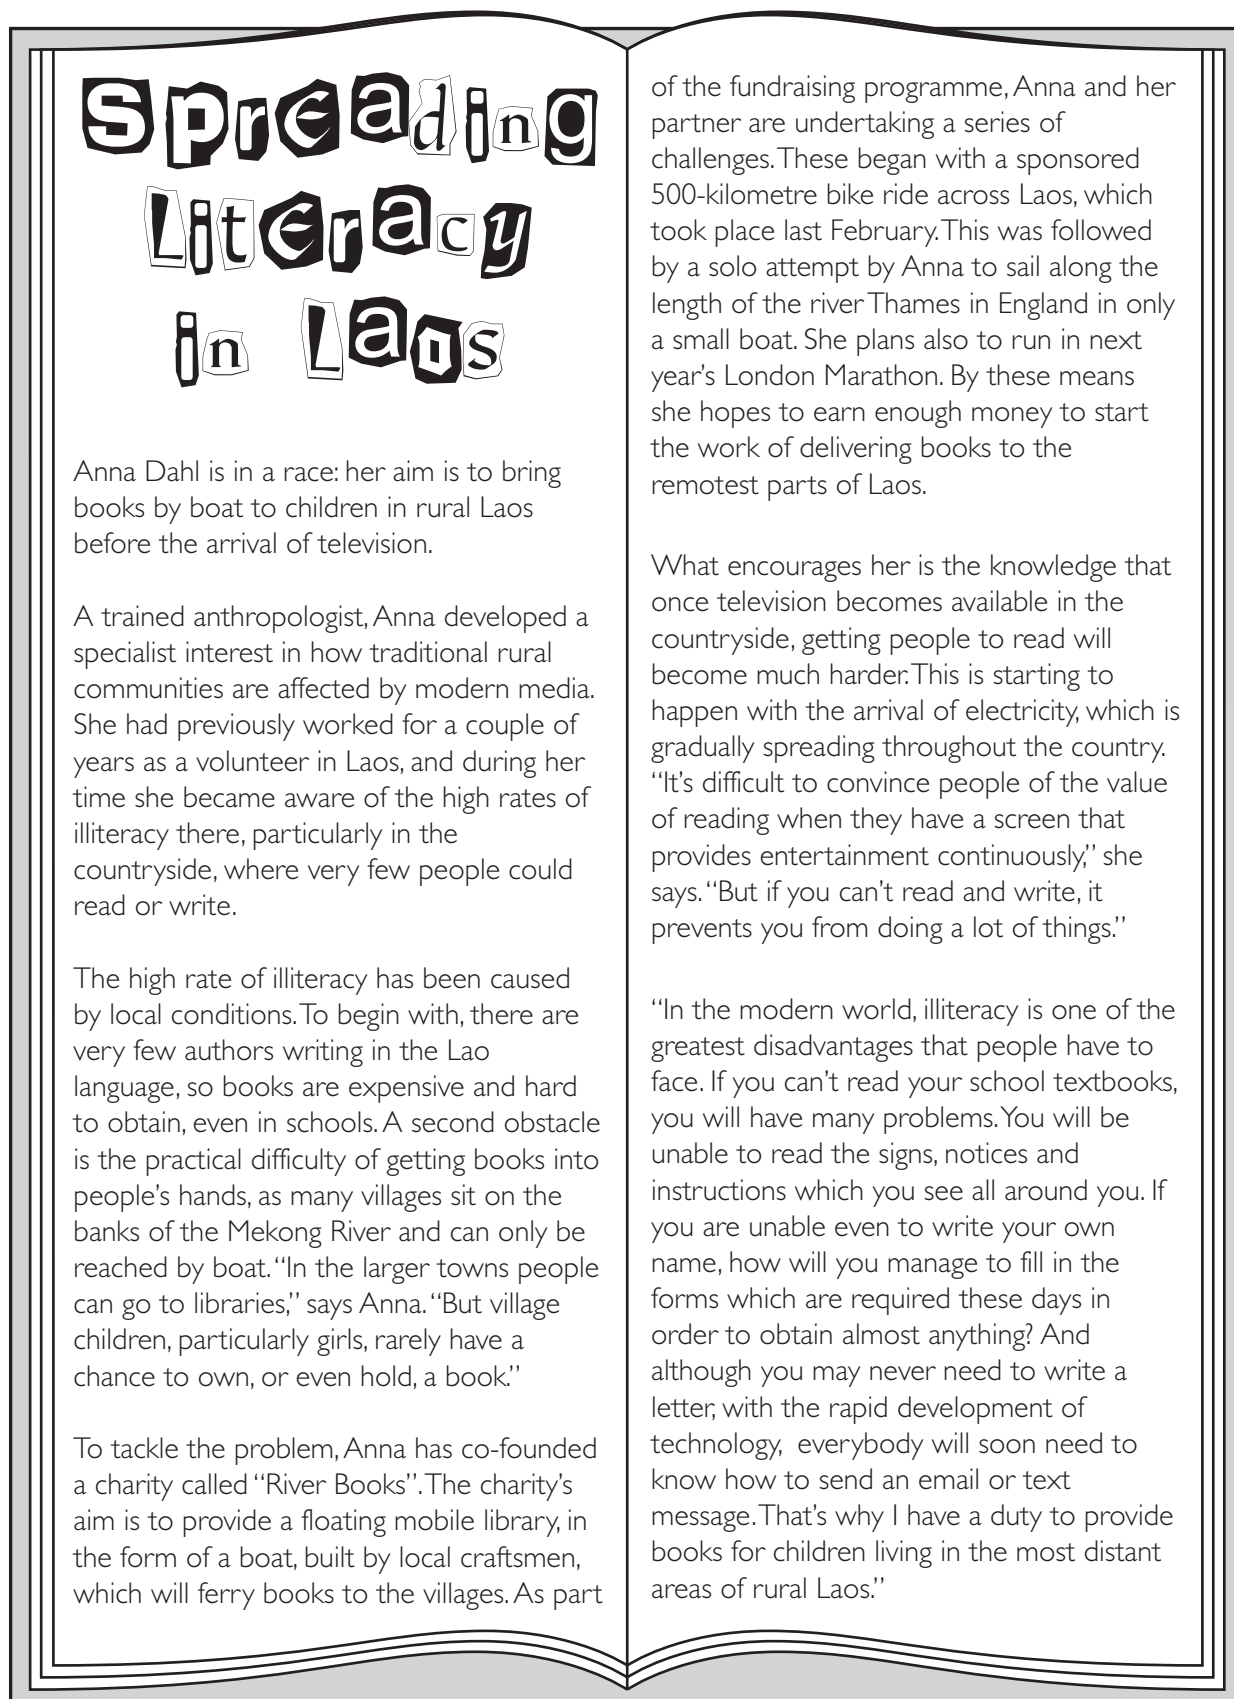 Spreading
Literacy
in Laos
Anna Dahl is in a race: her aim is to bring
books by boat to children in rural Laos
before the arrival of television.
A trained anthropologist, Anna developed a
specialist interest in how traditional rural
communities are affected by modern media.
She had previously worked for a couple of
years as a volunteer in Laos, and during her
time she became aware of the high rates of
illiteracy there, particularly in the
countryside, where very few people could
read or write.
The high rate of illiteracy has been caused
by local conditions. To begin with, there are
very few authors writing in the Lao
language, so books are expensive and hard
to obtain, even in schools. A second obstacle
is the practical difficulty of getting books into
people's hands, as many villages sit on the
banks of the Mekong River and can only be
reached by boat. "In the larger towns people
can go to libraries," says Anna. "But village
children, particularly girls, rarely have a
chance to own, or even hold, a book."
To tackle the problem, Anna has co-founded
a charity called "River Books". The charity's
aim is to provide a floating mobile library, in
the form of a boat, built by local craftsmen,
which will ferry books to the villages. As part
of the fundraising programme, Anna and her
partner are undertaking a series of
challenges. These began with a sponsored
500-kilometre bike ride across Laos, which
took place last February. This was followed
by a solo attempt by Anna to sail along the
length of the river Thames in England in only
a small boat. She plans also to run in next
year's London Marathon. By these means
she hopes to earn enough money to start
the work of delivering books to the
remotest parts of Laos.
What encourages her is the knowledge that
once television becomes available in the
countryside, getting people to read will
become much harder. This is starting to
happen with the arrival of electricity, which is
gradually spreading throughout the country.
"It's difficult to convince people of the value
of reading when they have a screen that
provides entertainment continuously," she
says. "But if you can't read and write, it
prevents you from doing a lot of things."
"In the modern world, illiteracy is one of the
greatest disadvantages that people have to
face. If you can't read your school textbooks,
you will have many problems. You will be
unable to read the signs, notices and
instructions which you see all around you. If
you are unable even to write your own
name, how will you manage to fill in the
forms which are required these days in
order to obtain almost anything? And
although you may never need to write a
letter, with the rapid development of
technology, everybody will soon need to
know how to send an email or text
message. That's why I have a duty to provide
books for children living in the most distant
areas of rural Laos."